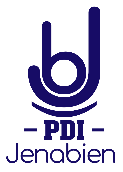 - PDI -
Jenabien